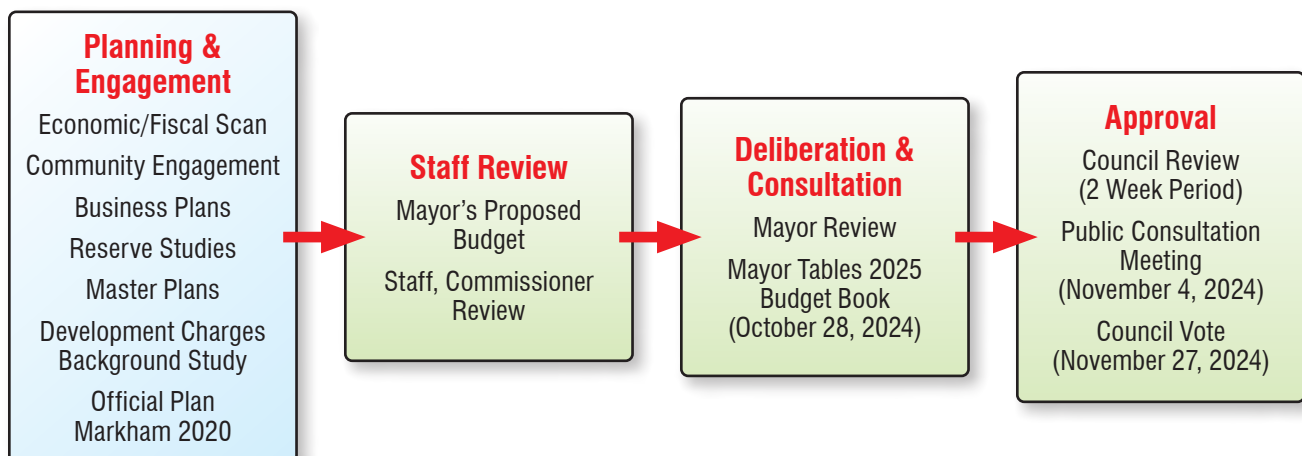 Planning &
Engagement
Economic/Fiscal Scan
Community Engagement
Business Plans
Reserve Studies
Master Plans
Development Charges
Background Study
Official Plan
Markham 2020
Staff Review
Mayor’s Proposed
Budget
Staff, Commissioner
Review
Deliberation &
Consultation
Mayor Review
Mayor Tables 2025
Budget Book
(October 28, 2024)
Approval
Council Review
(2 Week Period)
Public Consultation
Meeting
(November 4, 2024)
Council Vote
(November 27, 2024)